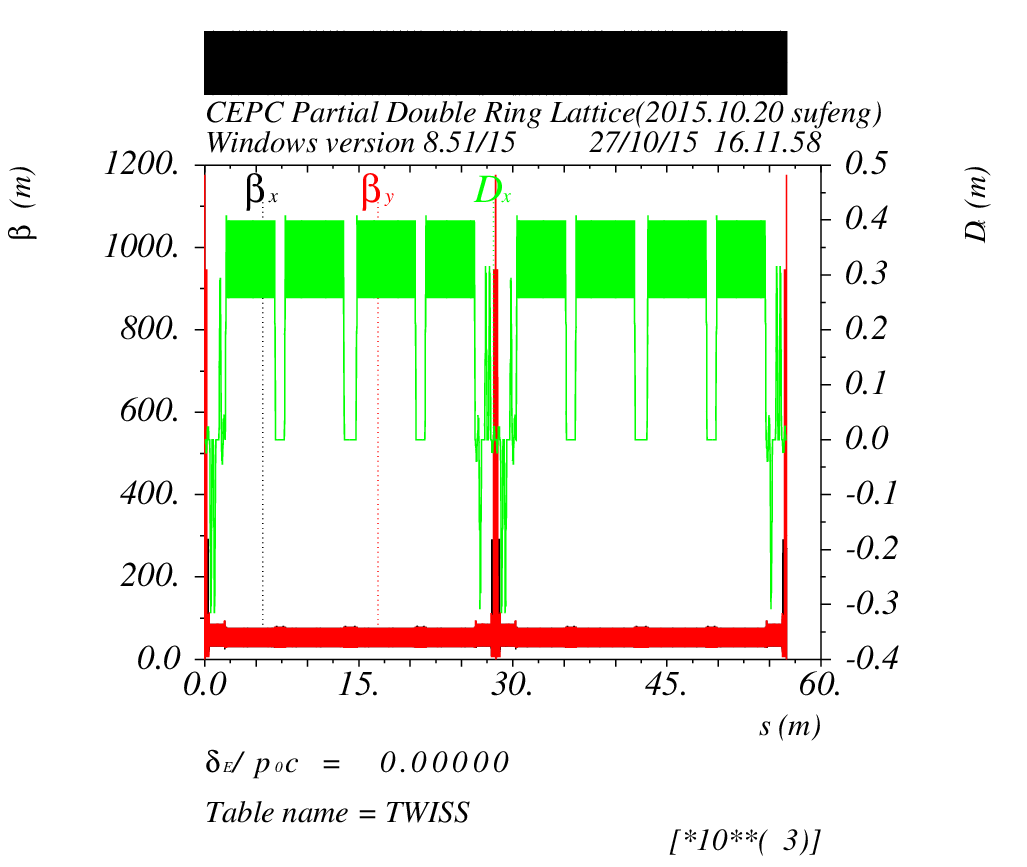 CEPC Partial Double Ring Lattice(2015.10.20 sufeng)
Windows version 8.51/15 27/10/15 16.11.58
β (m)
1200.
1000.
800.
600.
400.
200.
0.0
βx
βy
Dx
0.5
0.4
0.3
0.2
0.1
0.0
-0.1
-0.2
-0.3
-0.4
Dx (m)
0.0 15. 30. 45. 60.
s (m)
δE/ p0c = 0.00000
Table name = TWISS
[*10**( 3)]